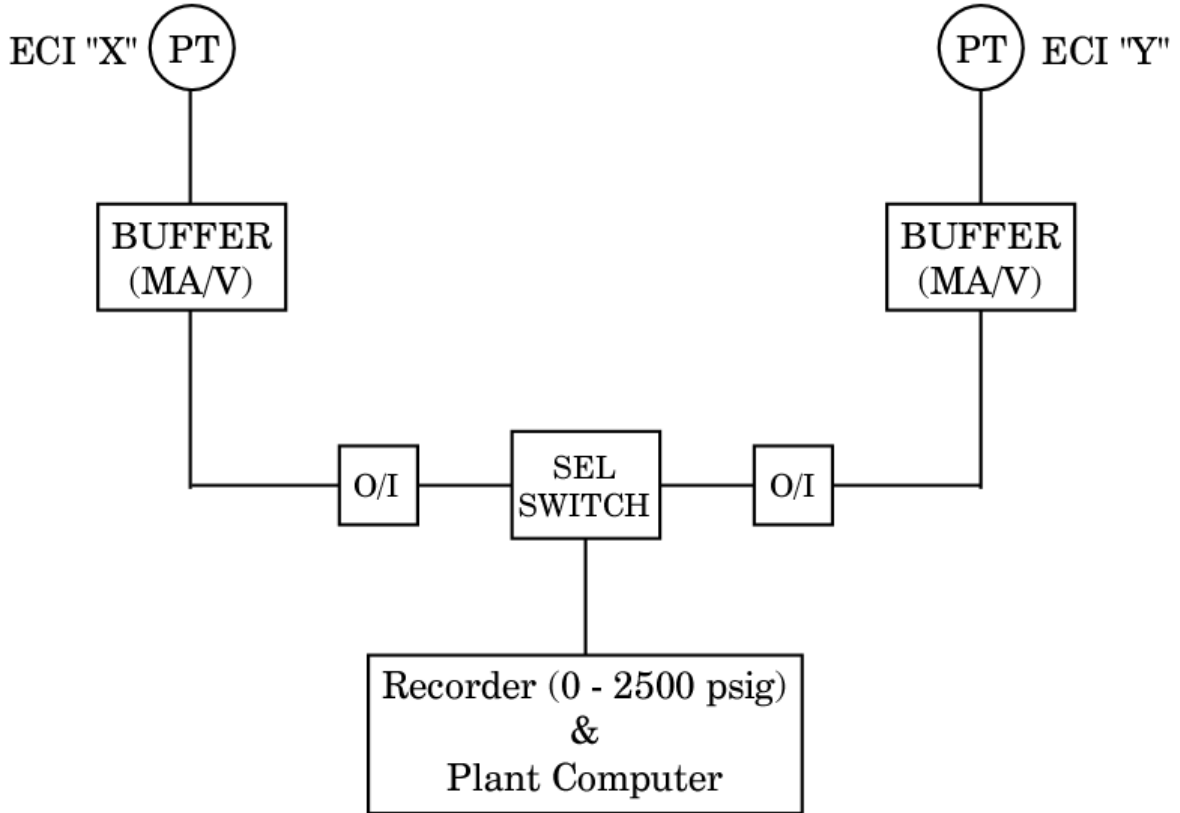 ECI "X"
PT
PT
ECI "Y"
BUFFER
(MA/V)
BUFFER
(MA/V)
O/I
SEL
SWITCH
O/I
Recorder (0 - 2500 psig)
&
Plant Computer